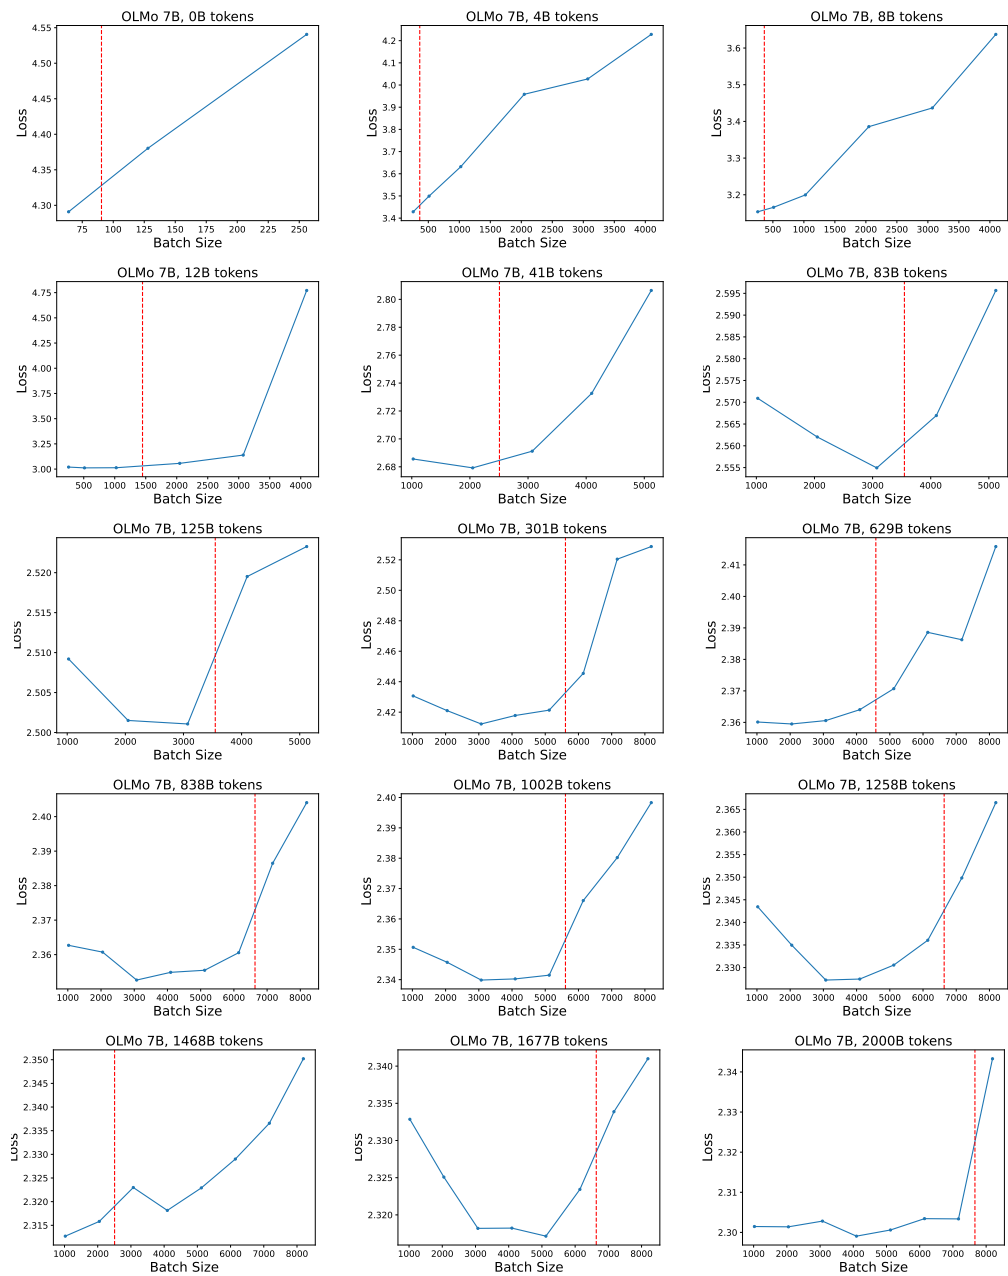 OLMo 7B, 0B tokens
4.55
4.50
4.45
4.40
4.35
4.30
Loss
75 100 125 150 175 200 225 250
Batch Size
OLMo 7B, 4B tokens
4.2
4.1
4.0
3.9
3.8
3.7
3.6
3.5
3.4
Loss
500 1000 1500 2000 2500 3000 3500 4000
Batch Size
OLMo 7B, 8B tokens
3.6
3.5
3.4
3.3
3.2
Loss
500 1000 1500 2000 2500 3000 3500 4000
Batch Size
OLMo 7B, 12B tokens
4.75
4.50
4.25
4.00
3.75
3.50
3.25
3.00
Loss
500 1000 1500 2000 2500 3000 3500 4000
Batch Size
OLMo 7B, 41B tokens
2.80
2.78
2.76
2.74
2.72
2.70
2.68
Loss
1000 2000 3000 4000 5000
Batch Size
OLMo 7B, 83B tokens
2.595
2.590
2.585
2.580
2.575
2.570
2.565
2.560
2.555
Loss
1000 2000 3000 4000 5000
Batch Size
OLMo 7B, 125B tokens
2.520
2.515
2.510
2.505
2.500
Loss
1000 2000 3000 4000 5000
Batch Size
OLMo 7B, 301B tokens
2.52
2.50
2.48
2.46
2.44
2.42
Loss
1000 2000 3000 4000 5000 6000 7000 8000
Batch Size
OLMo 7B, 629B tokens
2.41
2.40
2.39
2.38
2.37
2.36
Loss
1000 2000 3000 4000 5000 6000 7000 8000
Batch Size
OLMo 7B, 838B tokens
2.40
2.39
2.38
2.37
2.36
Loss
1000 2000 3000 4000 5000 6000 7000 8000
Batch Size
OLMo 7B, 1002B tokens
2.40
2.39
2.38
2.37
2.36
2.35
2.34
Loss
1000 2000 3000 4000 5000 6000 7000 8000
Batch Size
OLMo 7B, 1258B tokens
2.365
2.360
2.355
2.350
2.345
2.340
2.335
2.330
Loss
1000 2000 3000 4000 5000 6000 7000 8000
Batch Size
OLMo 7B, 1468B tokens
2.350
2.345
2.340
2.335
2.330
2.325
2.320
2.315
Loss
1000 2000 3000 4000 5000 6000 7000 8000
Batch Size
OLMo 7B, 1677B tokens
2.340
2.335
2.330
2.325
2.320
Loss
1000 2000 3000 4000 5000 6000 7000 8000
Batch Size
OLMo 7B, 2000B tokens
2.34
2.33
2.32
2.31
2.30
Loss
1000 2000 3000 4000 5000 6000 7000 8000
Batch Size